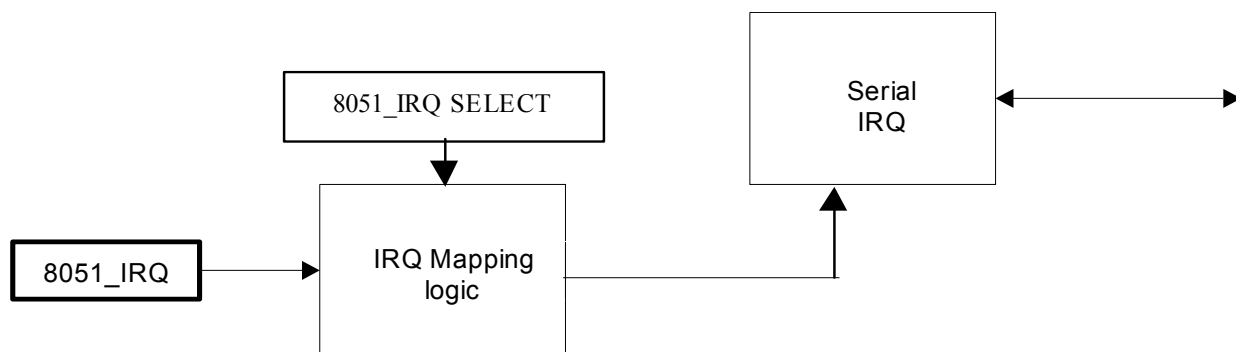 8051_IRQ SELECT
Serial
IRQ
8051_IRQ
IRQ Mapping
logic